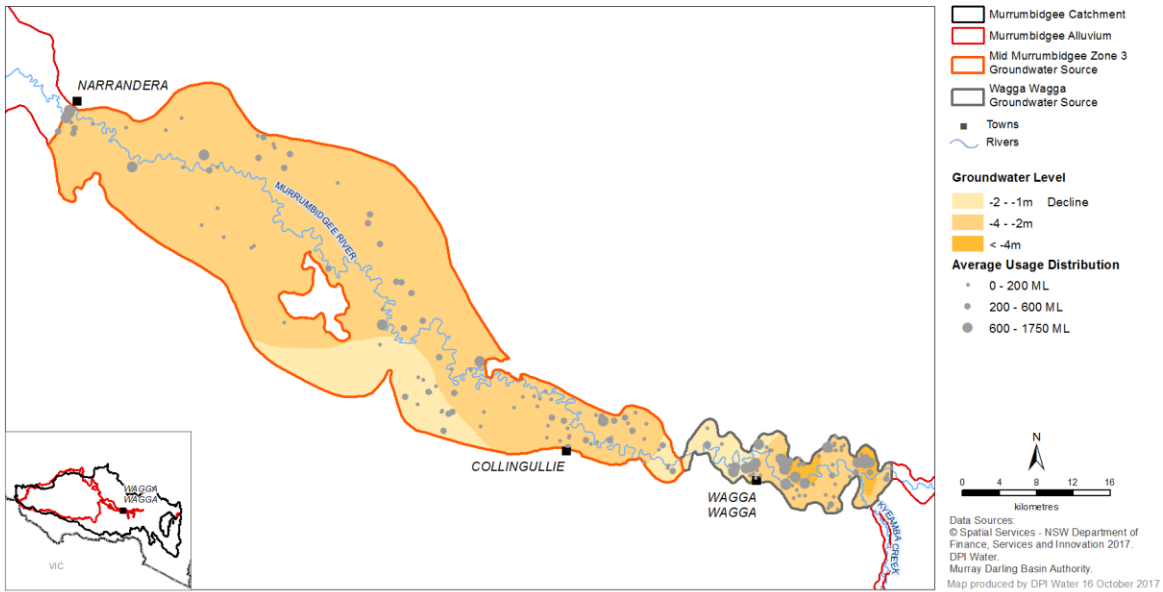 NARRANDERA
MURRUMBIDGEE RIVER
COLLINGULLIE
WAGGA
WAGGA
KYEAMBA CREEK
WAGGA
WAGGA
VIC
Murrumbidgee Catchment
Murrumbidgee Alluvium
Mid Murrumbidgee Zone 3
Groundwater Source
Wagga Wagga
Groundwater Source
Towns
Rivers
Groundwater Level
-2 - -1m Decline
-4 - -2m
< -4m
Average Usage Distribution
0 - 200 ML
200 - 600 ML
600 - 1750 ML
N
0 4 8 12 16
kilometres
Data Sources:
© Spatial Services - NSW Department of
Finance, Services and Innovation 2017.
DPI Water.
Murray Darling Basin Authority.
Map produced by DPI Water 16 October 2017